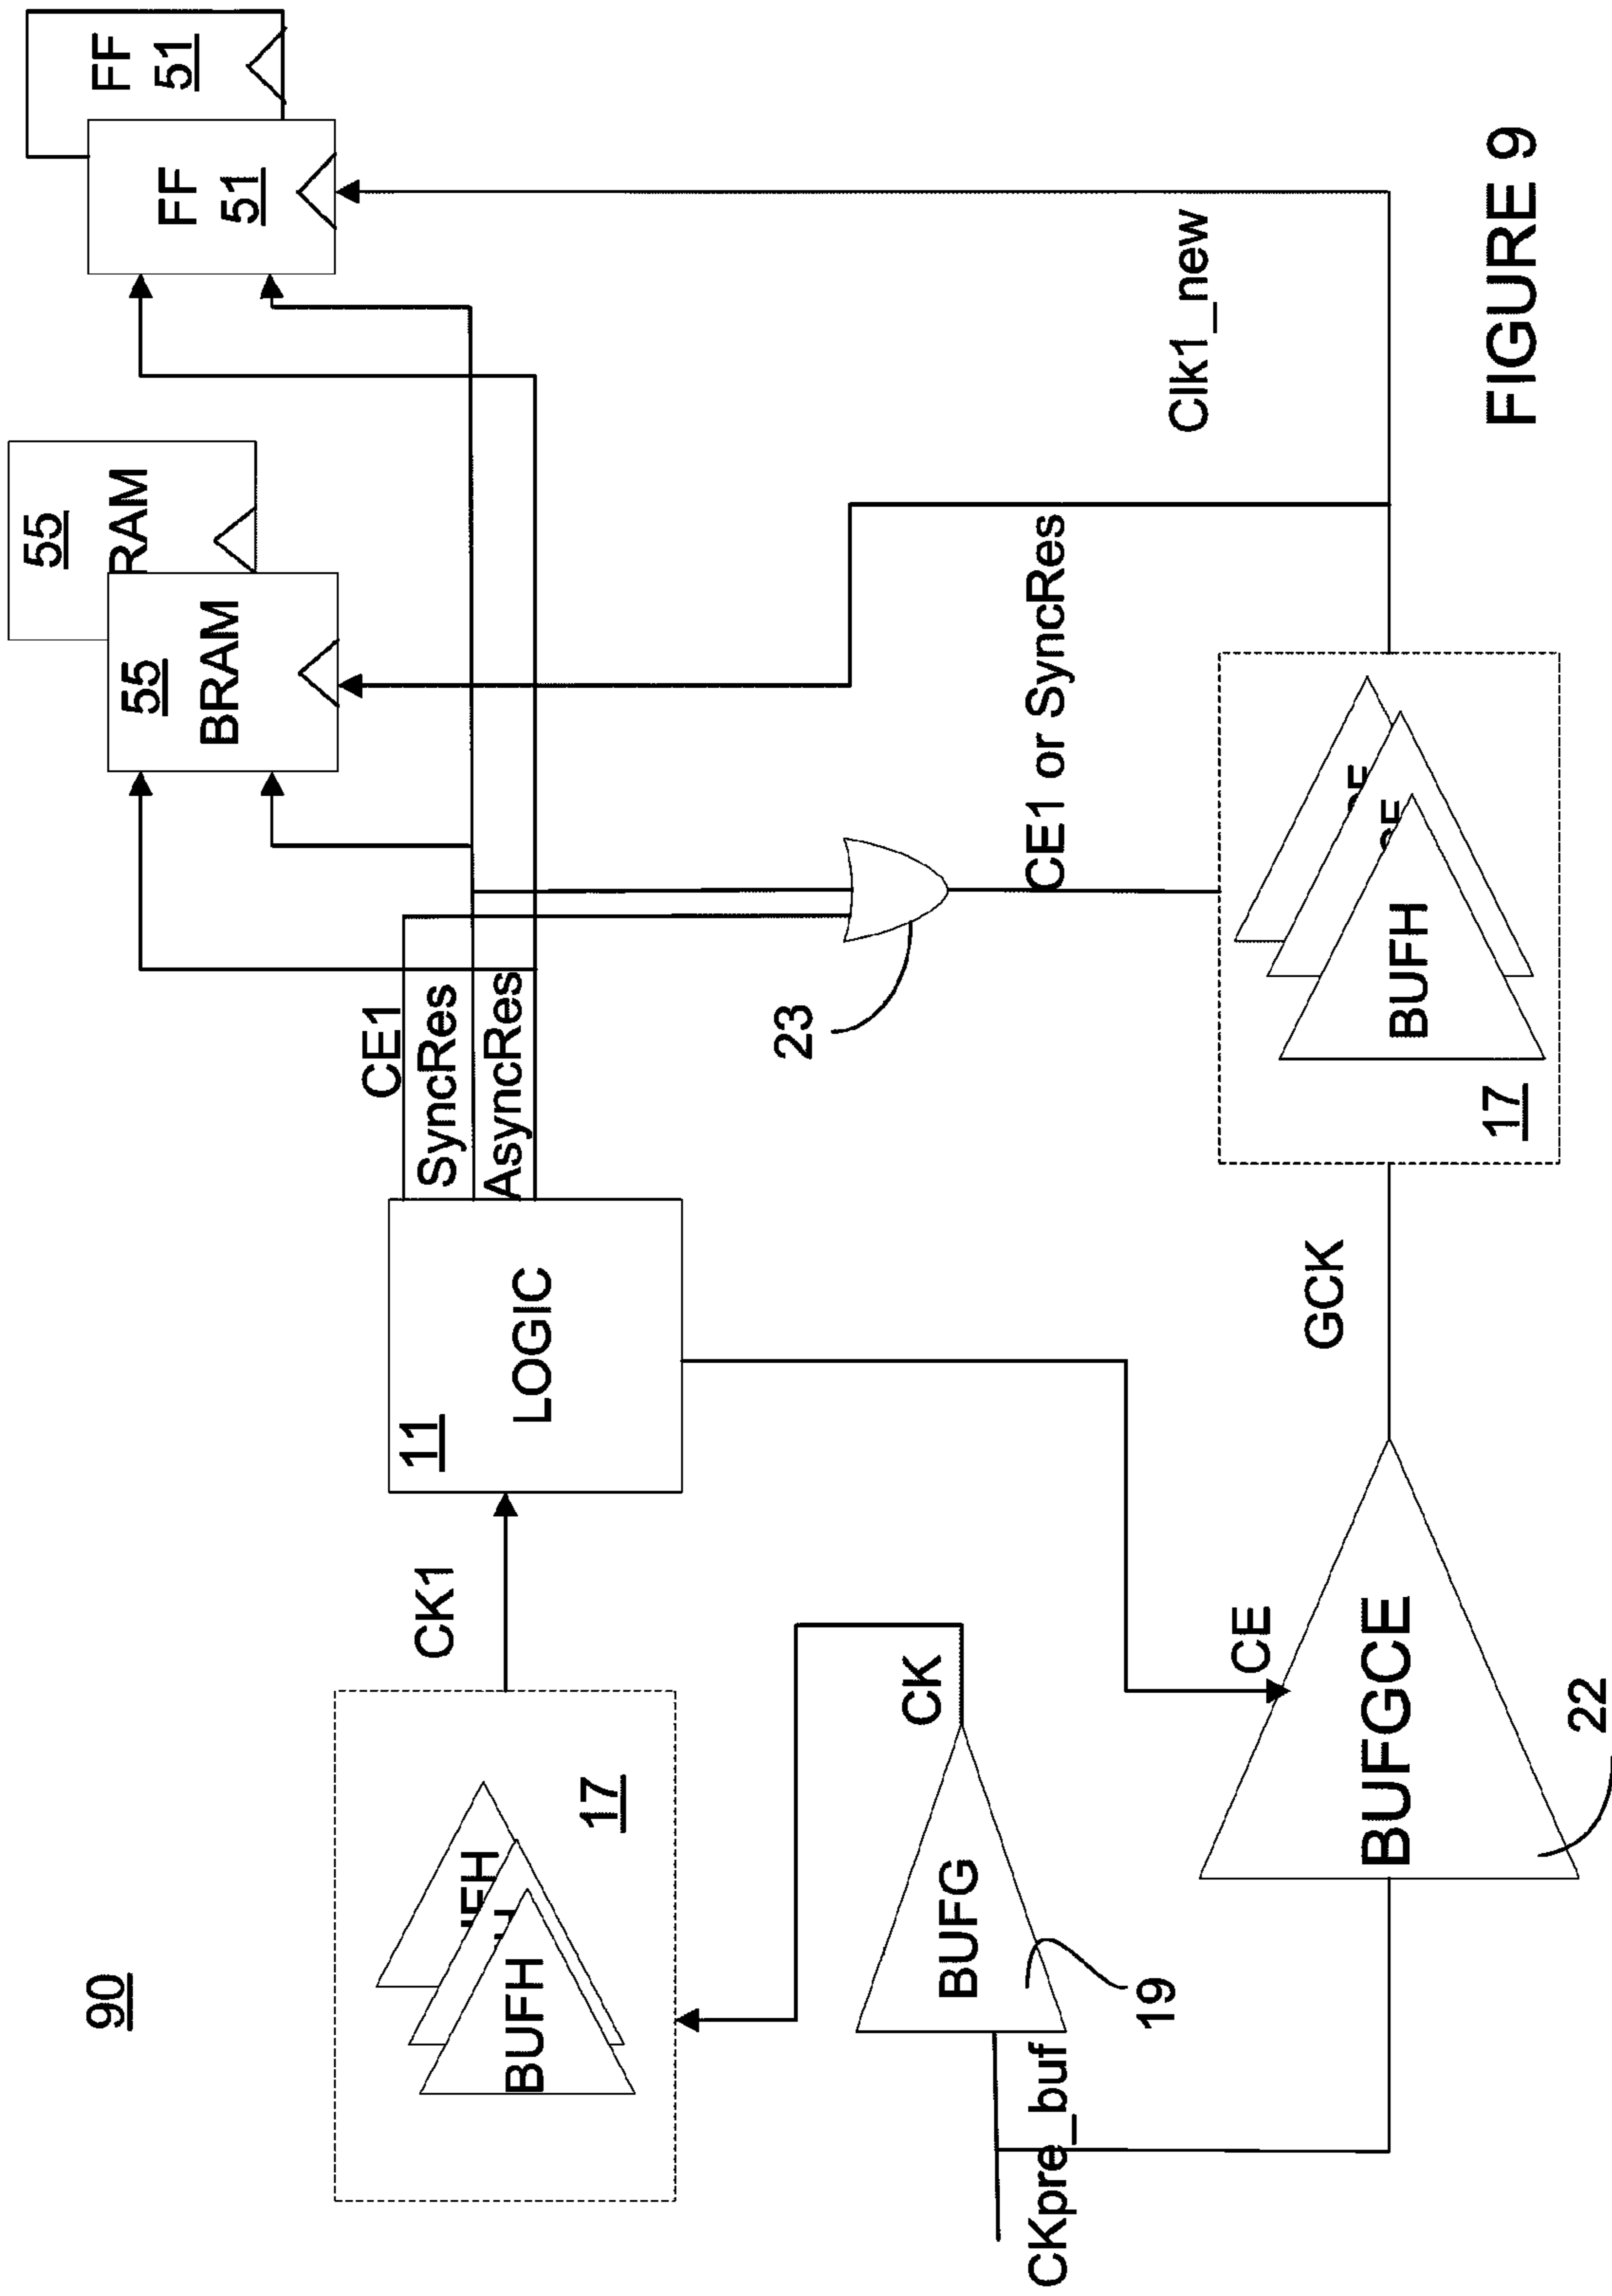 90
BUFH
17
CK1
11
LOGIC
CE1
SyncRes
AsyncRes
55
BRAM
55
RAM
FF
51
FF
51
CKpre_buf
BUFG
19
CK
23
CE1 or SyncRes
Clk1_new
BUFGCE
22
CE
GCK
17
BUFH
FIGURE 9